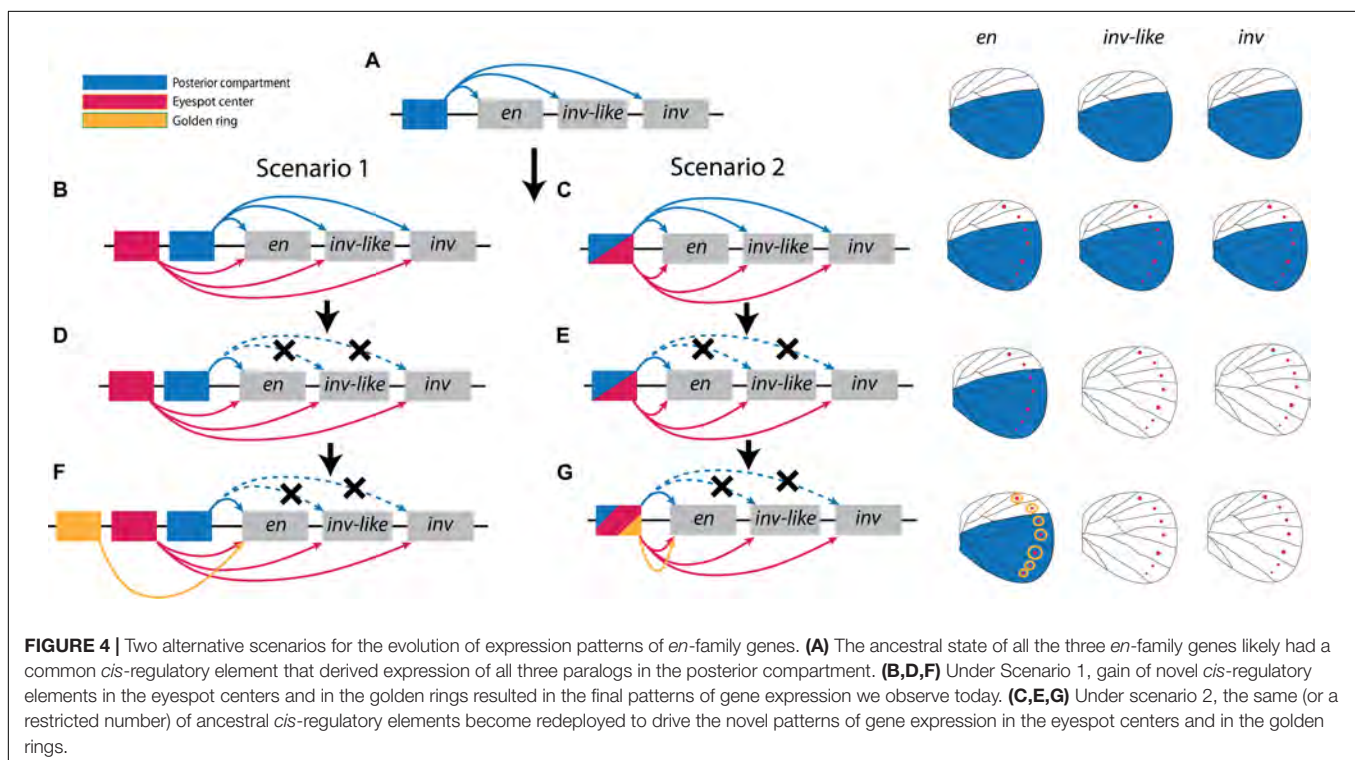 Posterior compartment
Eyespot center
Golden ring
A
en inv-like inv
en inv-like inv
Scenario 1
Scenario 2
B
en inv-like inv
C
en inv-like inv
D
en inv-like inv
E
en inv-like inv
F
en inv-like inv
G
en inv-like inv
FIGURE 4 | Two alternative scenarios for the evolution of expression patterns of en-family genes. (A) The ancestral state of all the three en-family genes likely had a
common cis-regulatory element that derived expression of all three paralogs in the posterior compartment. (B,D,F) Under Scenario 1, gain of novel cis-regulatory
elements in the eyespot centers and in the golden rings resulted in the final patterns of gene expression we observe today. (C,E,G) Under scenario 2, the same (or a
restricted number) of ancestral cis-regulatory elements become redeployed to drive the novel patterns of gene expression in the eyespot centers and in the golden
rings.